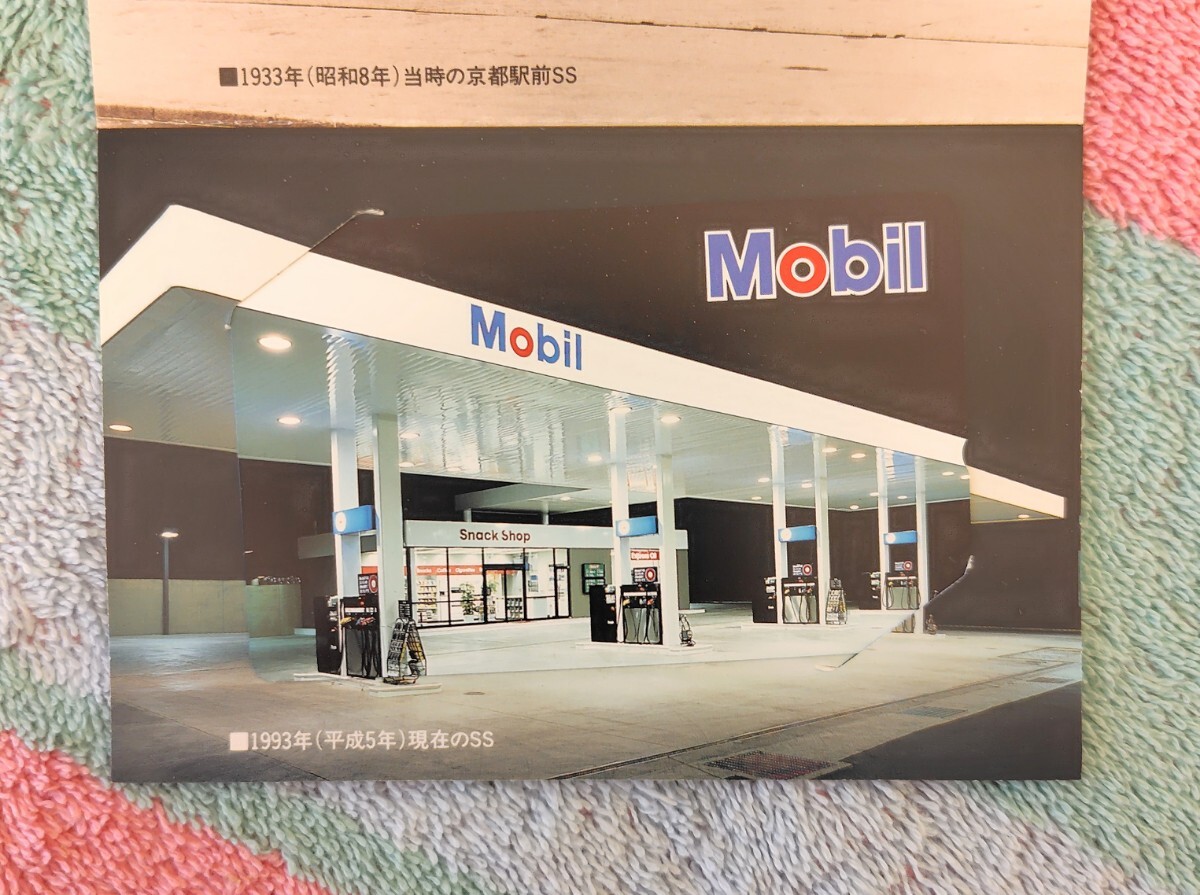 ■1933年(昭和8年)当時の京都駅前SS
Mobil
Mobil
Snack Shop
■1993年(平成5年)現在のSS